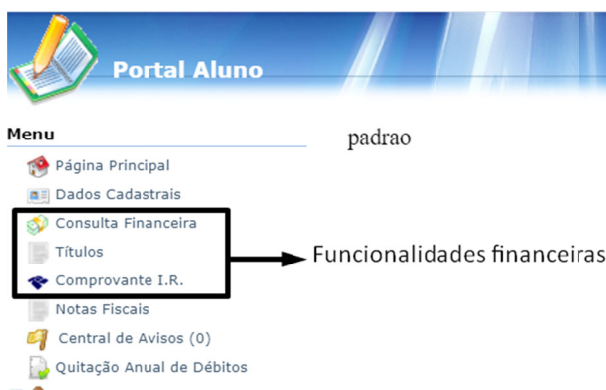 Portal Aluno
Menu
padrao
Página Principal
Dados Cadastrais
Consulta Financeira
Títulos
Funcionalidades financeiras
Comprovante I.R.
Notas Fiscais
Central de Avisos (0)
Quitação Anual de Débitos